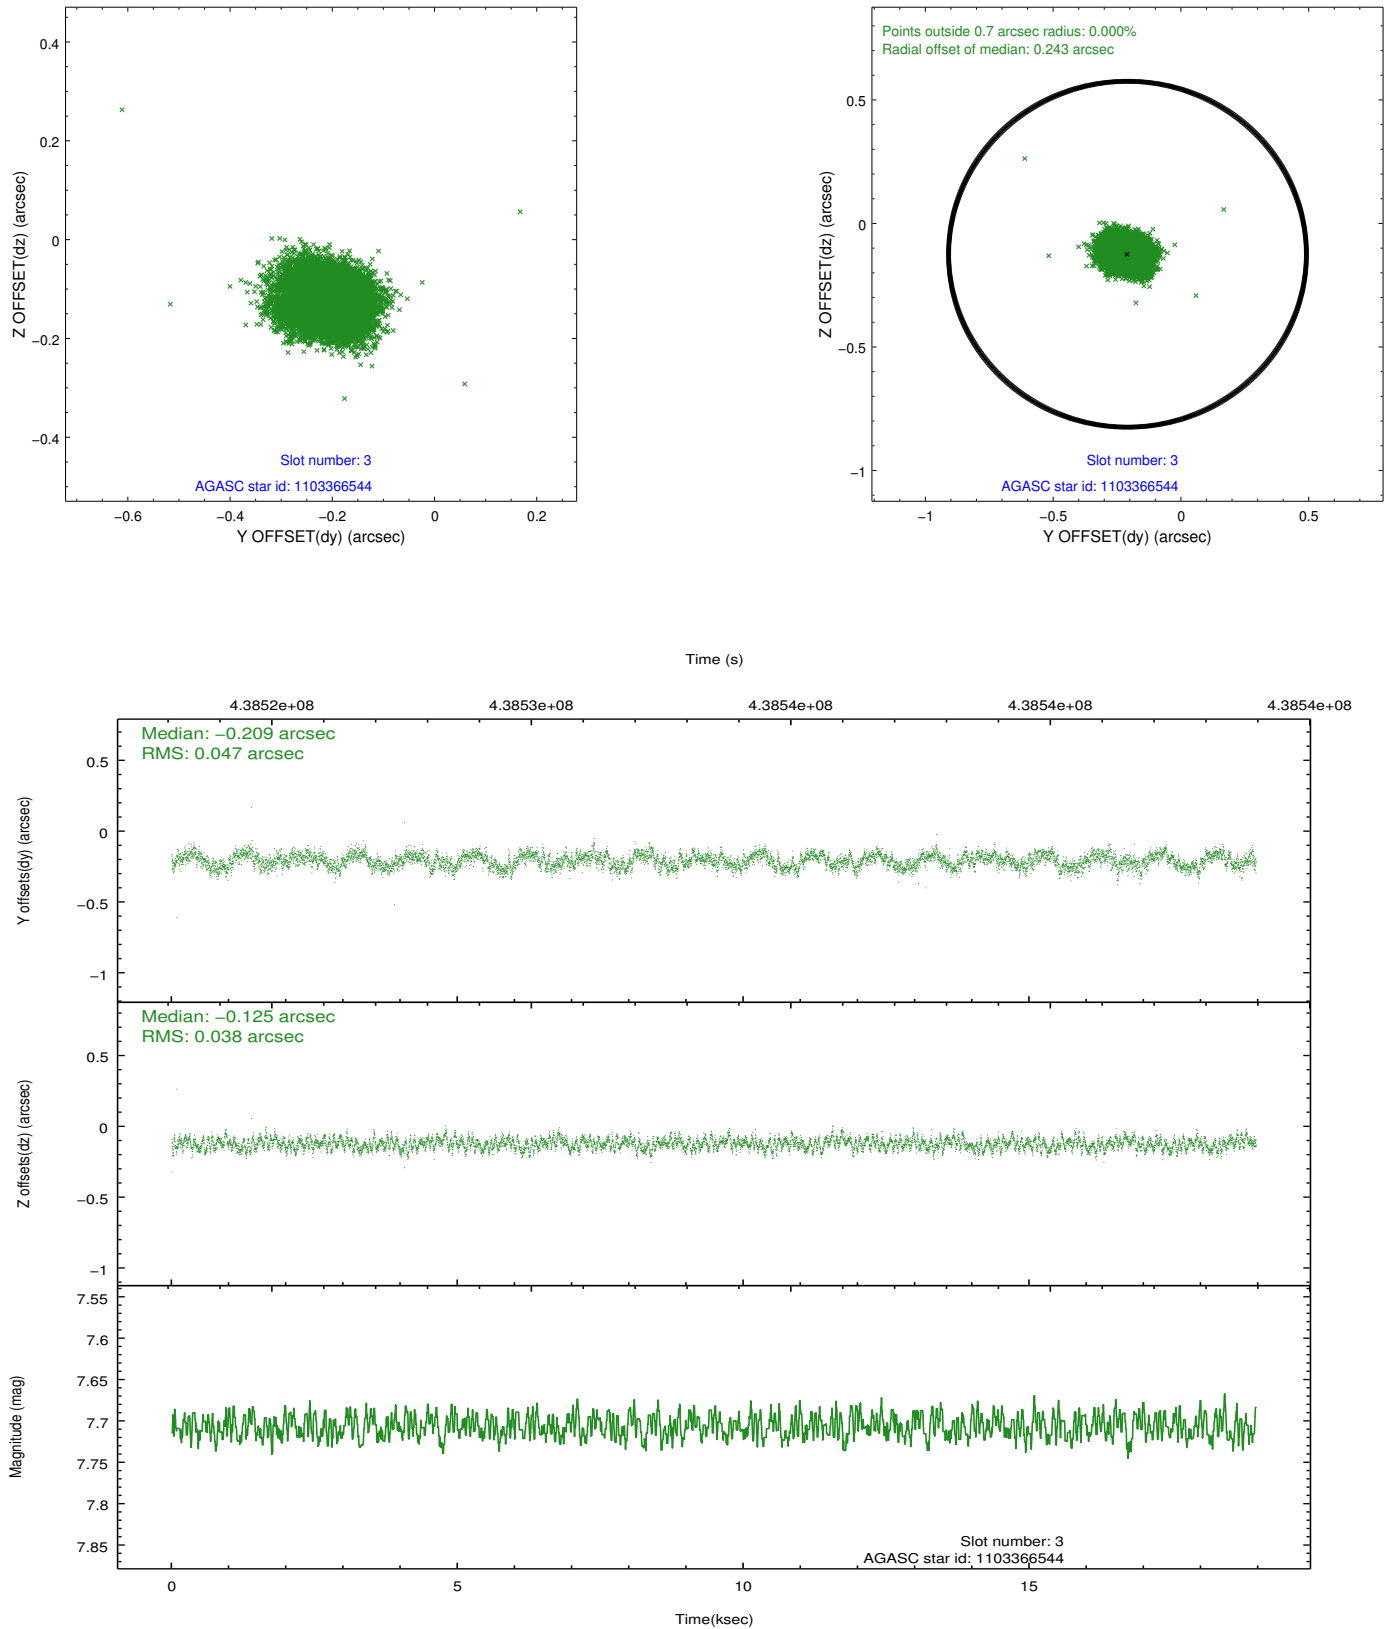 0.4
0.2
0
−0.2
−0.4
Z OFFSET(dz) (arcsec)
Slot number: 3
AGASC star id: 1103366544
−0.6
−0.4
−0.2
0
0.2
Y OFFSET(dy) (arcsec)
Points outside 0.7 arcsec radius: 0.000%
Radial offset of median: 0.243 arcsec
0.5
0
−0.5
−1
Z OFFSET(dz) (arcsec)
Slot number: 3
AGASC star id: 1103366544
−1
−0.5
0
0.5
Y OFFSET(dy) (arcsec)
Time (s)
4.3852e+08
4.3853e+08
4.3854e+08
4.3854e+08
4.3854e+08
Median: −0.209 arcsec
RMS: 0.047 arcsec
0.5
0
−0.5
−1
Y offsets(dy) (arcsec)
Median: −0.125 arcsec
RMS: 0.038 arcsec
0.5
0
−0.5
−1
Z offsets(dz) (arcsec)
7.55
7.6
7.65
7.7
7.75
7.8
7.85
Magnitude (mag)
Slot number: 3
AGASC star id: 1103366544
0
5
10
15
Time(ksec)